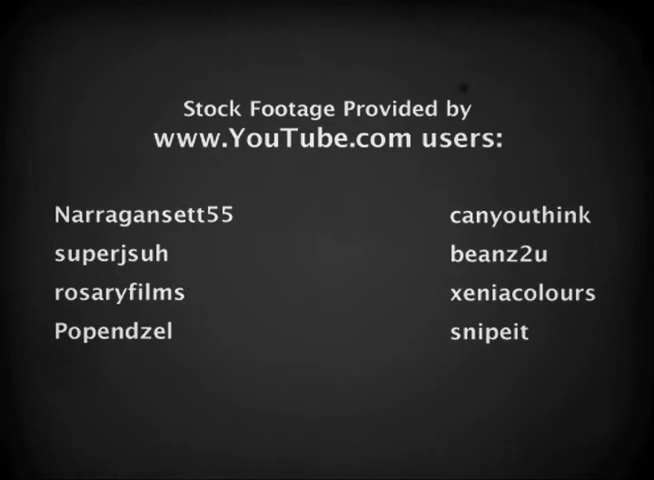 Stock Footage Provided by
www.YouTube.com users:
Narragansett55
superjsuh
rosaryfilms
Popendzel
canyouthink
beanz2u
xeniacolours
snipeit